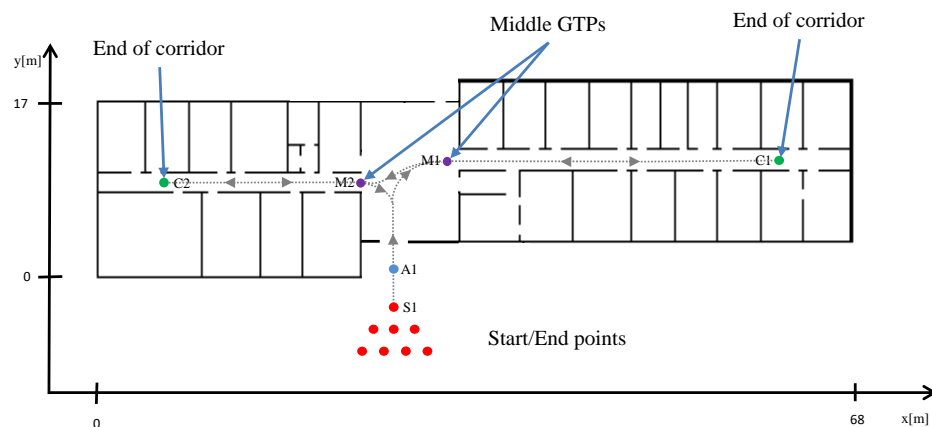 End of corridor
Middle GTPs
End of corridor
y[m]
17
M1
C1
C2
M2
A1
0
S1
Start/End points
0
68
x[m]